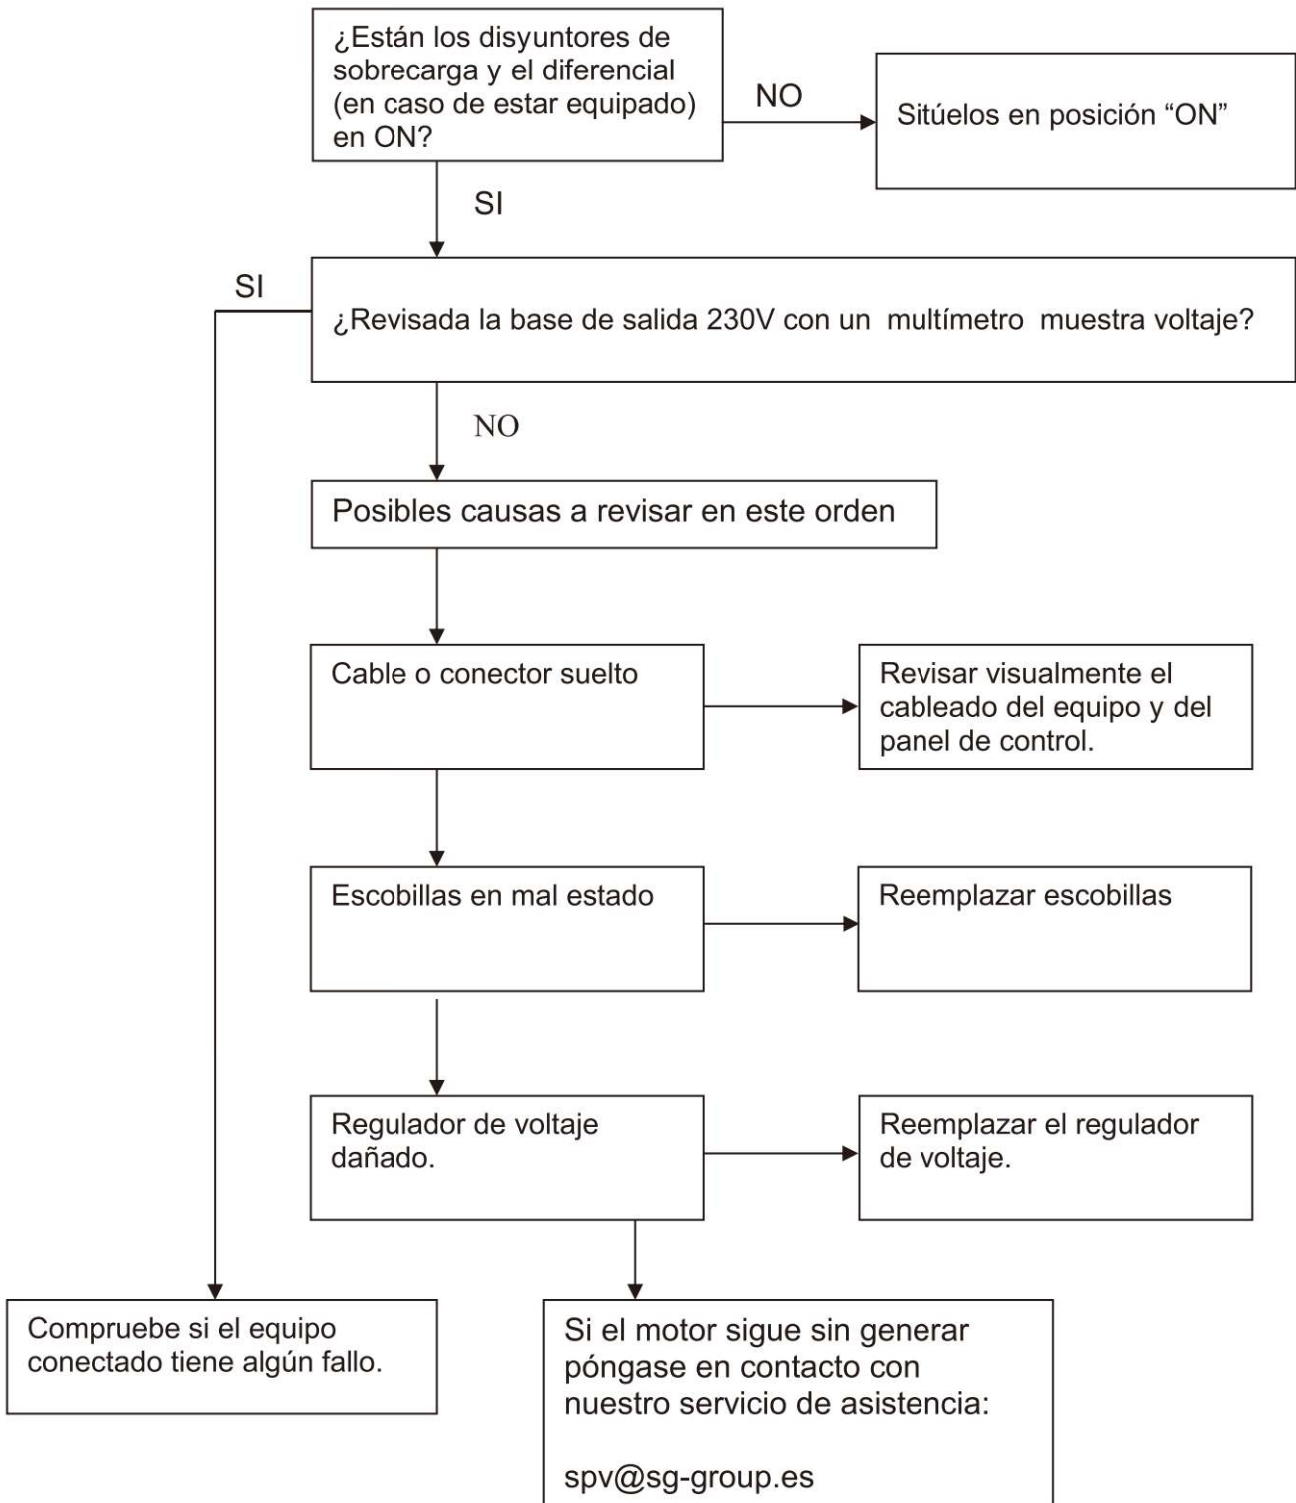 ¿Están los disyuntores de
sobrecarga y el diferencial
(en caso de estar equipado)
en ON?
NO
Sitúelos en posición “ON”
SI
SI
¿Revisada la base de salida 230V con un multímetro muestra voltaje?
NO
Posibles causas a revisar en este orden
Cable o conector suelto
Revisar visualmente el
cableado del equipo y del
panel de control.
Escobillas en mal estado
Reemplazar escobillas
Regulador de voltaje
dañado.
Reemplazar el regulador
de voltaje.
Compruebe si el equipo
conectado tiene algún fallo.
Si el motor sigue sin generar
póngase en contacto con
nuestro servicio de asistencia:
spv@sg-group.es